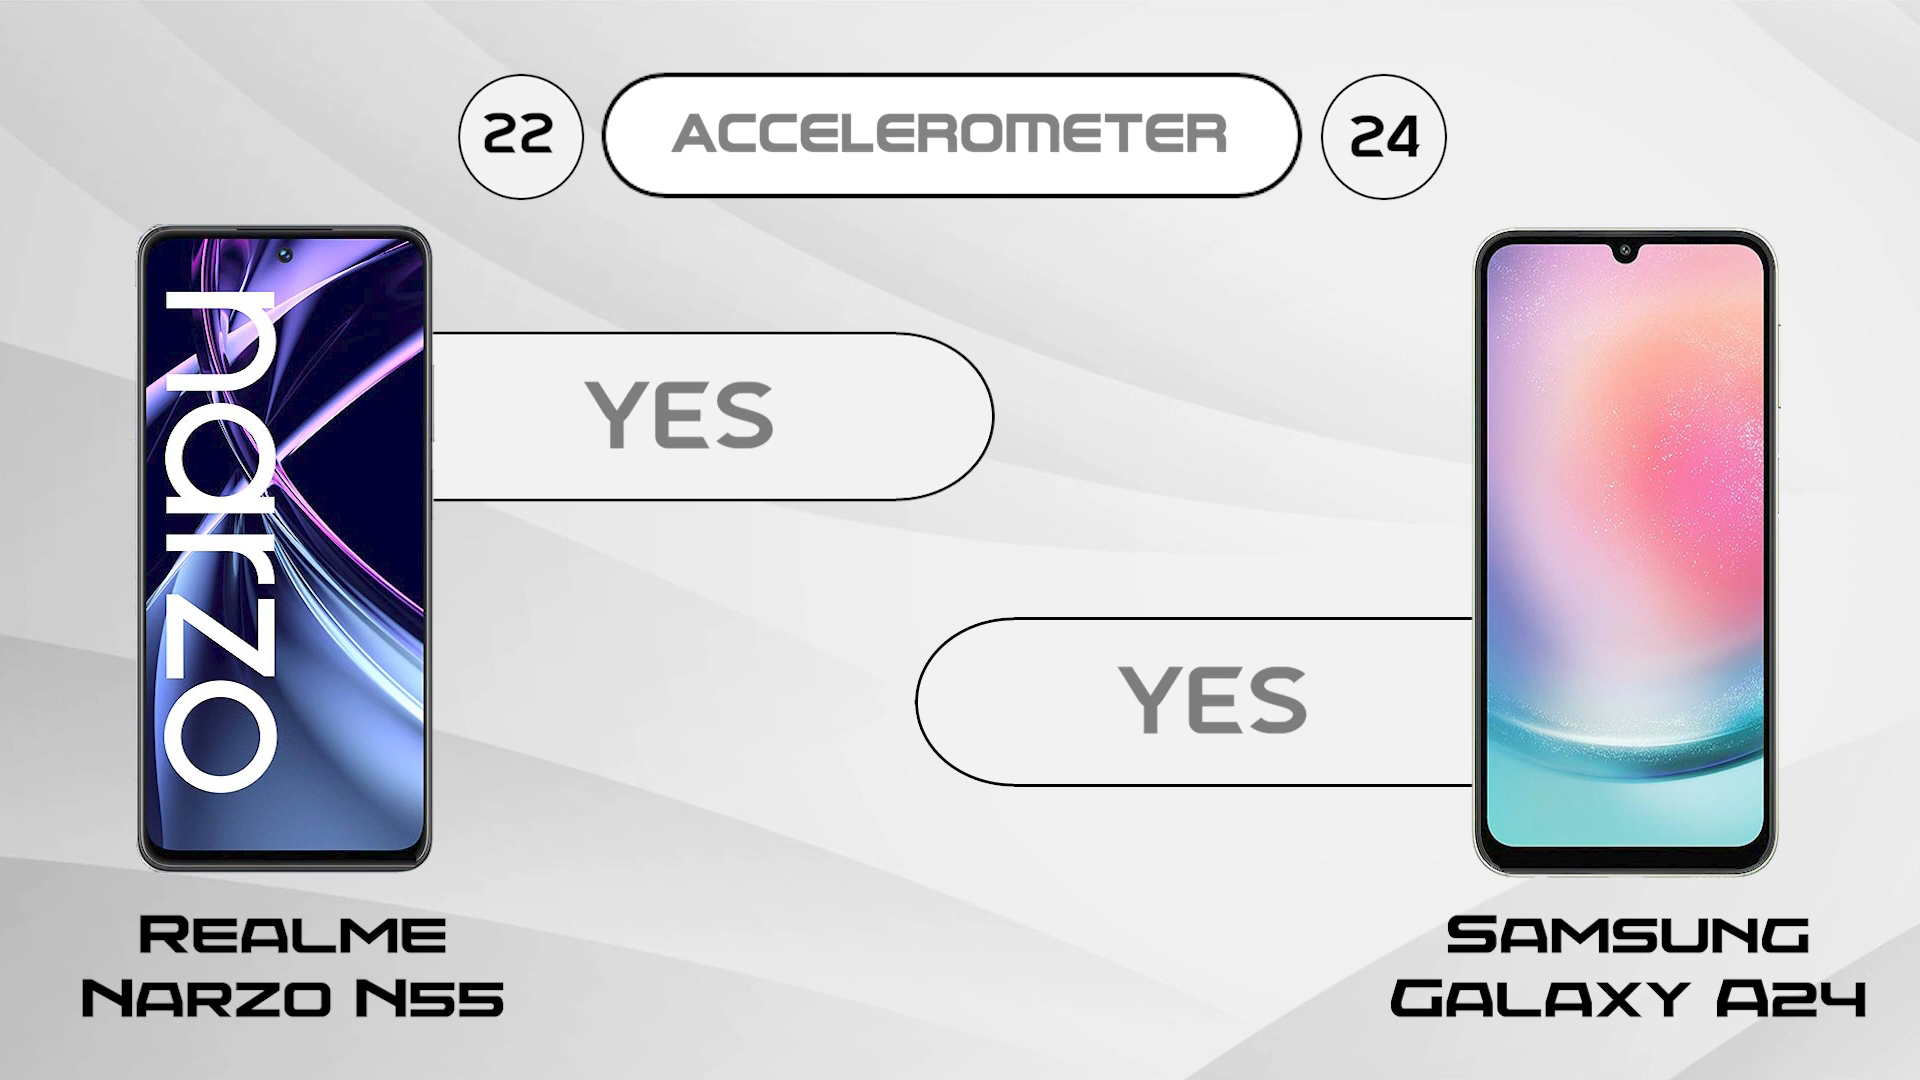 22
ACCELEROMETER
24
narzo
YES
YES
REALME
NARZO N55
SAMSUNG
GALAXY A24